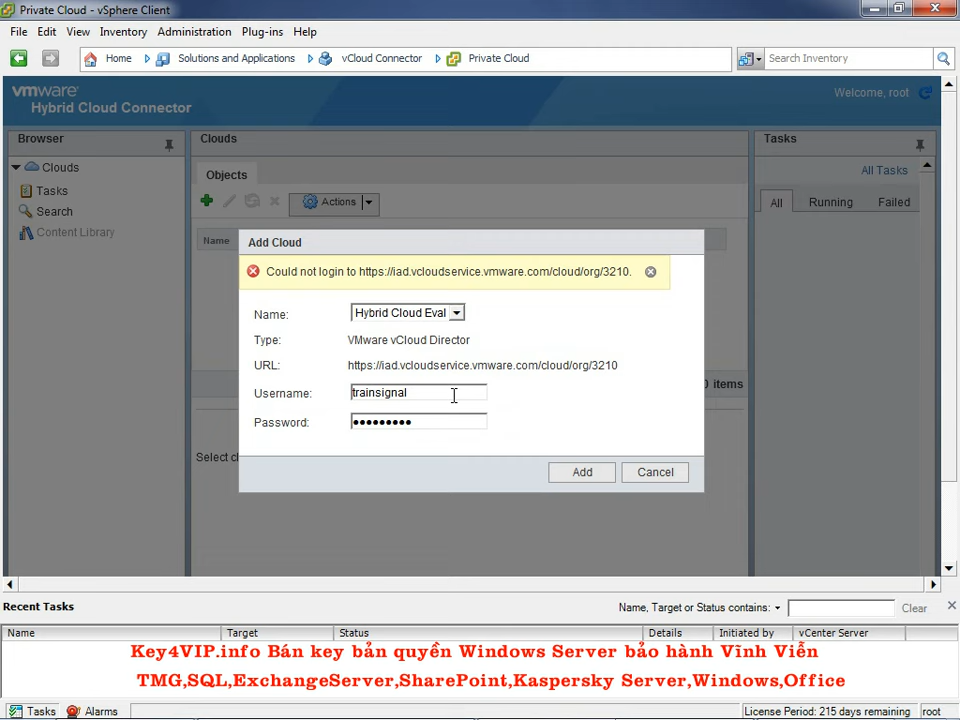 Private Cloud - vSphere Client
File Edit View Inventory Administration Plug-ins Help
Home Solutions and Applications vCloud Connector Private Cloud Search Inventory
vmware
Hybrid Cloud Connector
Welcome, root
Browser
Clouds
Tasks
Search
Content Library
Clouds
Objects
Actions
Name
0 items
Tasks
All Tasks
All Running Failed
Add Cloud
Could not login to https://iad.vcloudservice.vmware.com/cloud/org/3210.
Name: Hybrid Cloud Eval
Type: VMware vCloud Director
URL: https://iad.vcloudservice.vmware.com/cloud/org/3210
Username: trainsignal
Password: •••••••••
Add Cancel
Recent Tasks
Name, Target or Status contains: Clear
Name Target Status Details Initiated by vCenter Server
Key4VIP.info Bán key bản quyền Windows Server bảo hành Vĩnh Viễn
TMG,SQL,ExchangeServer,SharePoint,Kaspersky Server,Windows,Office
Tasks Alarms License Period: 215 days remaining root